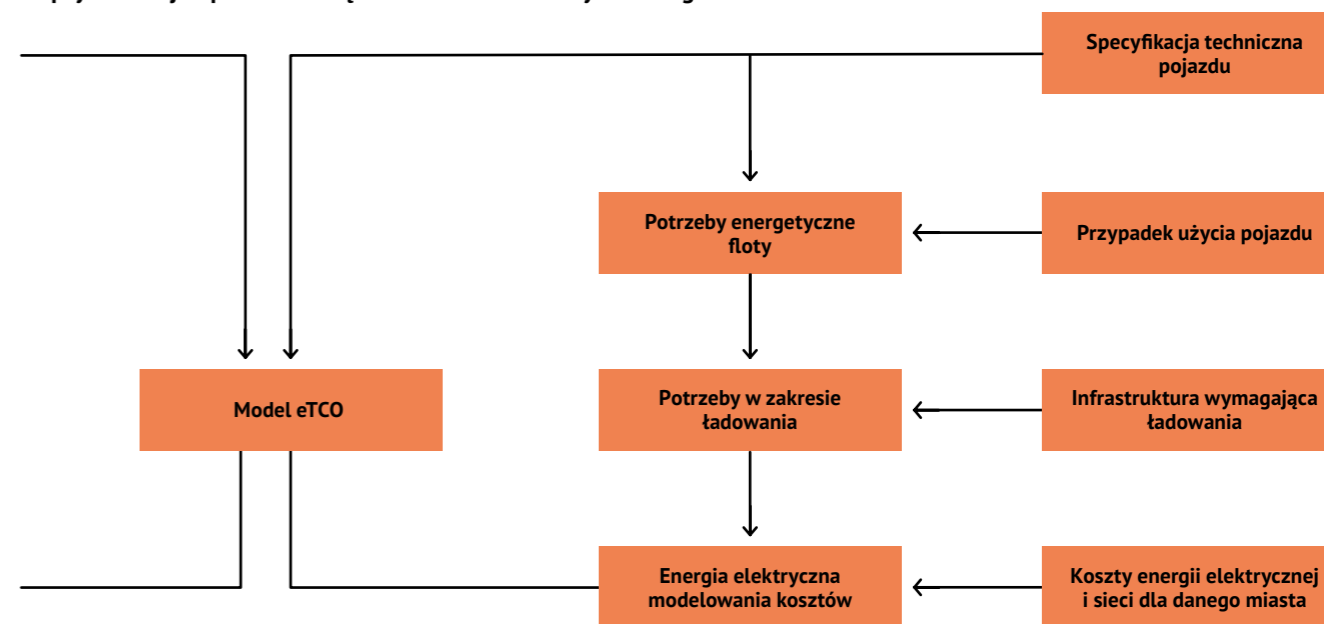 Specyfikacja techniczna
pojazdu
Potrzeby energetyczne
floty
Przypadek użycia pojazdu
Model eTCO
Potrzeby w zakresie
ładowania
Infrastruktura wymagająca
ładowania
Energia elektryczna
modelowania kosztów
Koszty energii elektrycznej
i sieci dla danego miasta